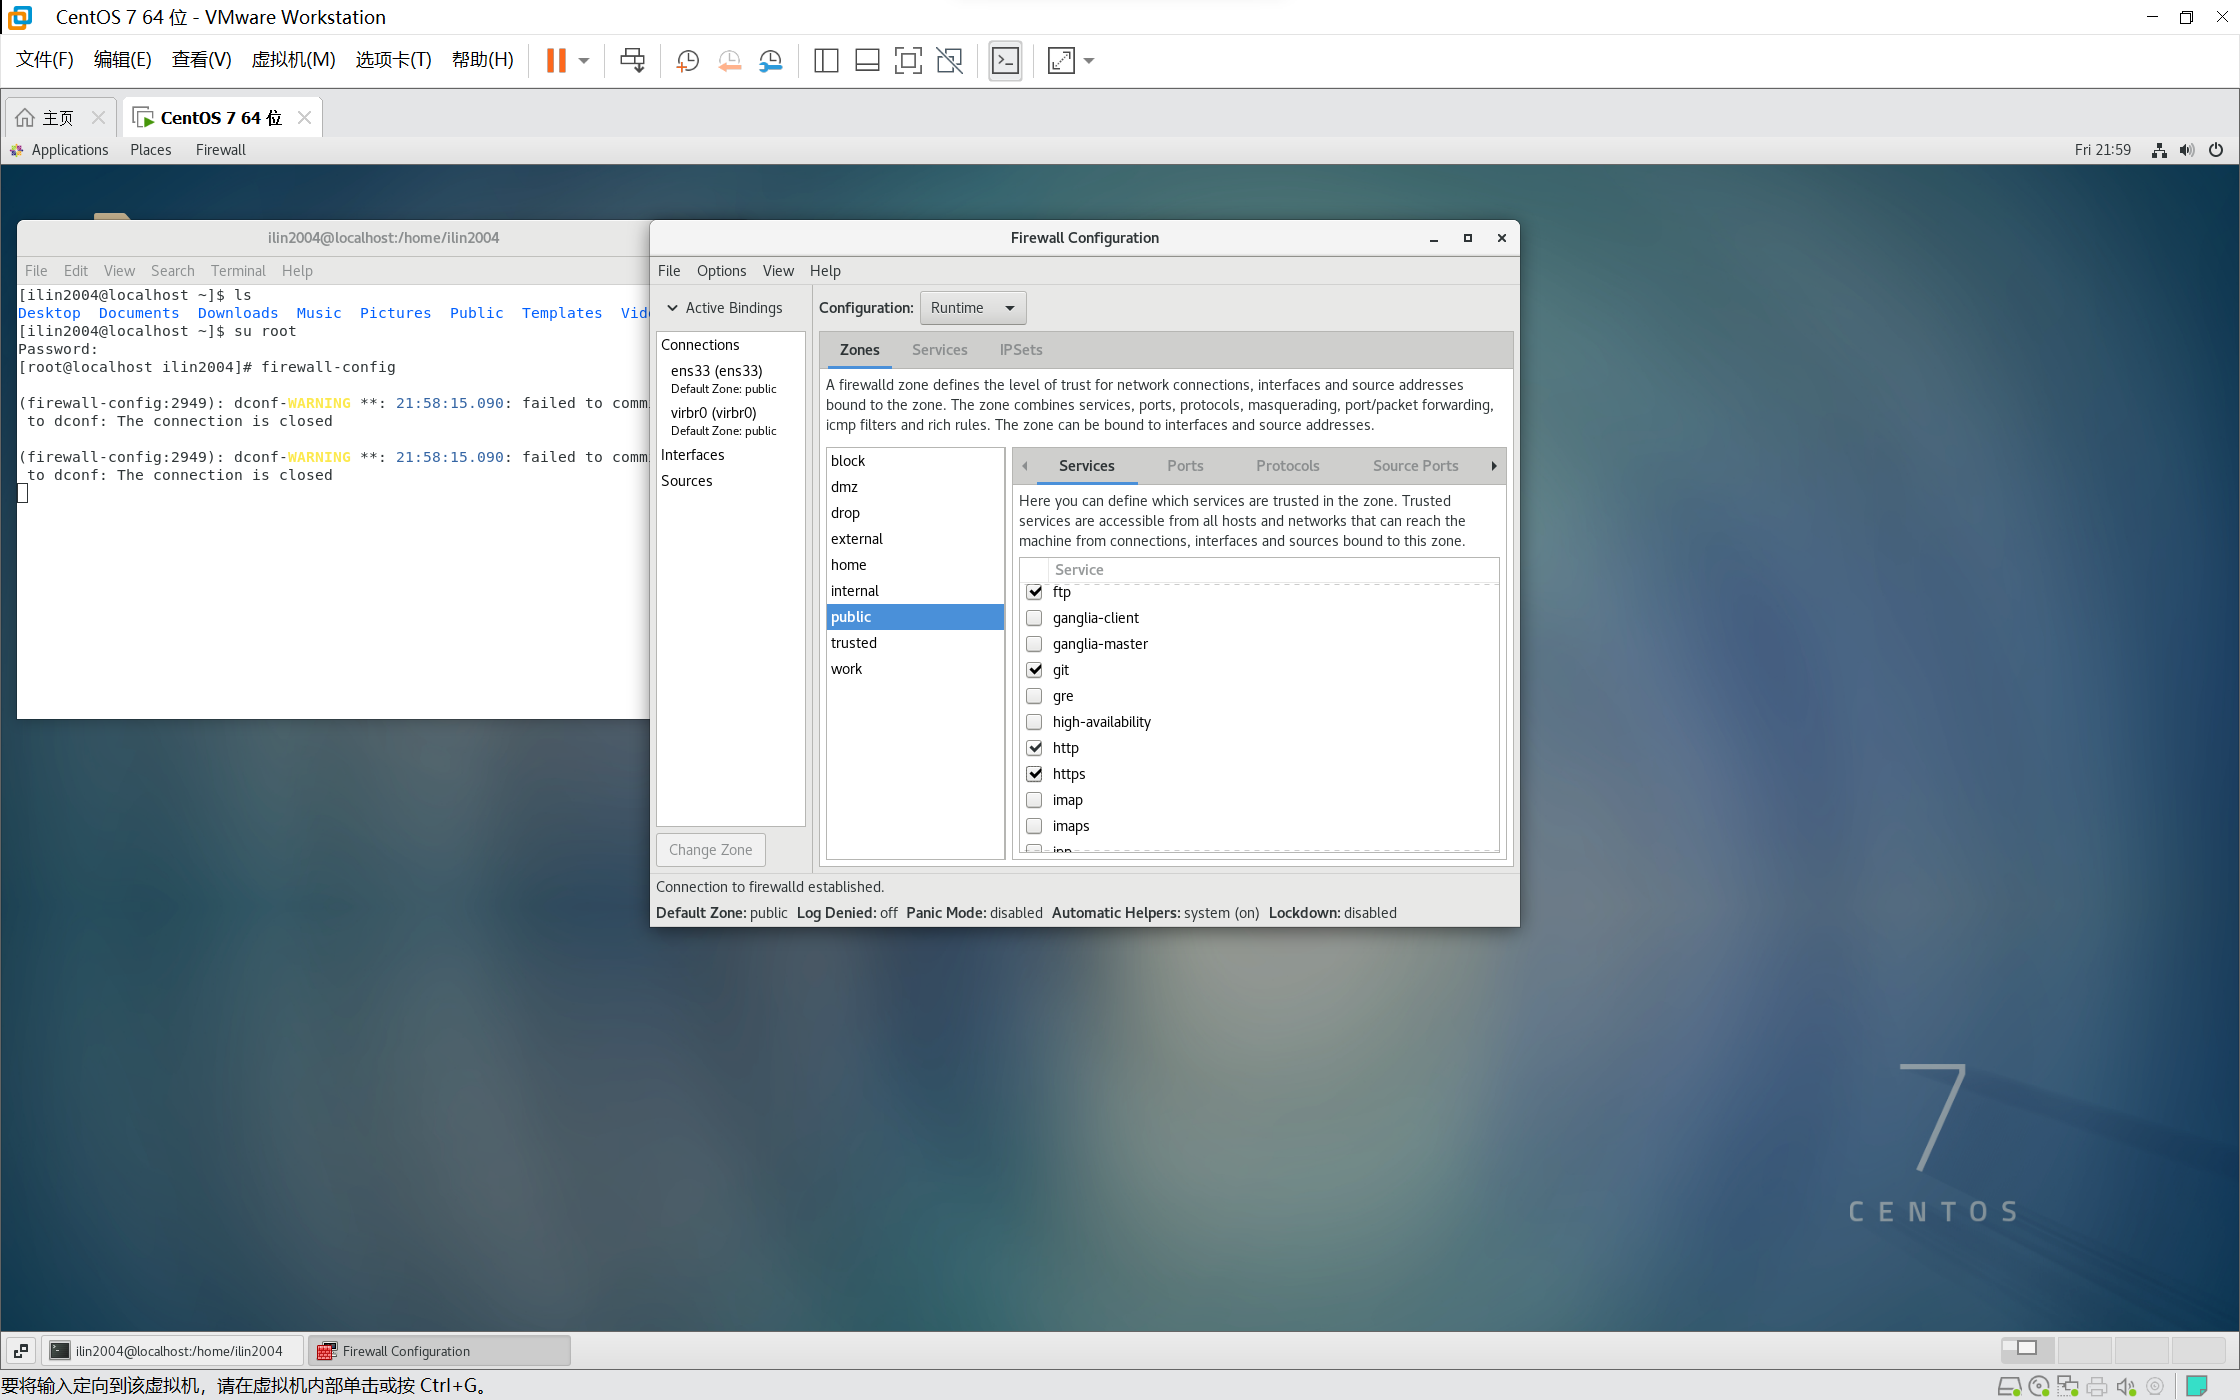 CentOS 7 64 位 - VMware Workstation
文件(F) 编辑(E) 查看(V) 虚拟机(M) 选项卡(T) 帮助(H)
主页 CentOS 7 64 位
Applications Places Firewall Fri 21:59
ilin2004@localhost:/home/ilin2004
File Edit View Search Terminal Help
[ilin2004@localhost ~]$ ls
Desktop Documents Downloads Music Pictures Public Templates
[ilin2004@localhost ~]$ su root
Password:
[root@localhost ilin2004]# firewall-config
(firewall-config:2949): dconf-WARNING **: 21:58:15.090: failed to
to dconf: The connection is closed
(firewall-config:2949): dconf-WARNING **: 21:58:15.090: failed to
to dconf: The connection is closed
Firewall Configuration
File Options View Help
Active Bindings
Connections
ens33 (ens33)
Default Zone: public
virbr0 (virbr0)
Default Zone: public
Interfaces
Sources
Change Zone
Configuration: Runtime
Zones Services IPSets
A firewalld zone defines the level of trust for network connections, interfaces and source addresses
bound to the zone. The zone combines services, ports, protocols, masquerading, port/packet forwarding,
icmp filters and rich rules. The zone can be bound to interfaces and source addresses.
block
dmz
drop
external
home
internal
public
trusted
work
Services Ports Protocols Source Ports
Here you can define which services are trusted in the zone. Trusted
services are accessible from all hosts and networks that can reach the
machine from connections, interfaces and sources bound to this zone.
Service
ftp
ganglia-client
ganglia-master
git
gre
high-availability
http
https
imap
imaps
Connection to firewalld established.
Default Zone: public Log Denied: off Panic Mode: disabled Automatic Helpers: system (on) Lockdown: disabled
7
CENTOS
ilin2004@localhost:/home/ilin2004 Firewall Configuration
要将输入定向到该虚拟机，请在虚拟机内部单击或按 Ctrl+G。